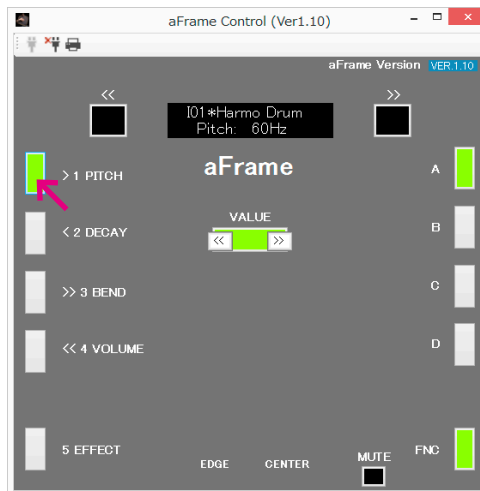 aFrame Control (Ver1.10)
aFrame Version VER.1.10
<< >>
I01*Harmo Drum
Pitch: 60Hz
aFrame
> 1 PITCH
A
VALUE
<< >>
< 2 DECAY
B
>> 3 BEND
C
<< 4 VOLUME
D
5 EFFECT
EDGE CENTER
MUTE
FNC